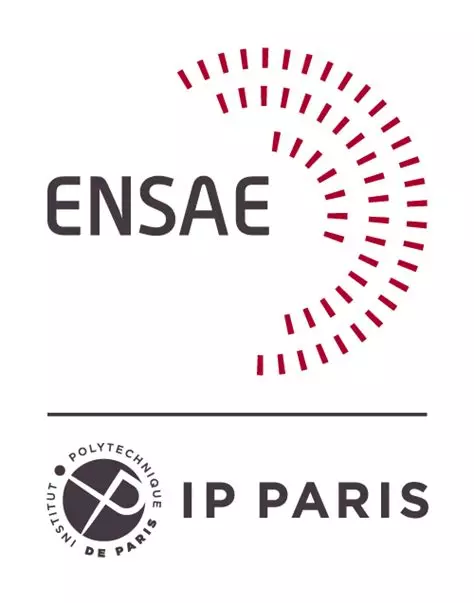 ENSAE
INSTITUT POLYTECHNIQUE DE PARIS
IP PARIS